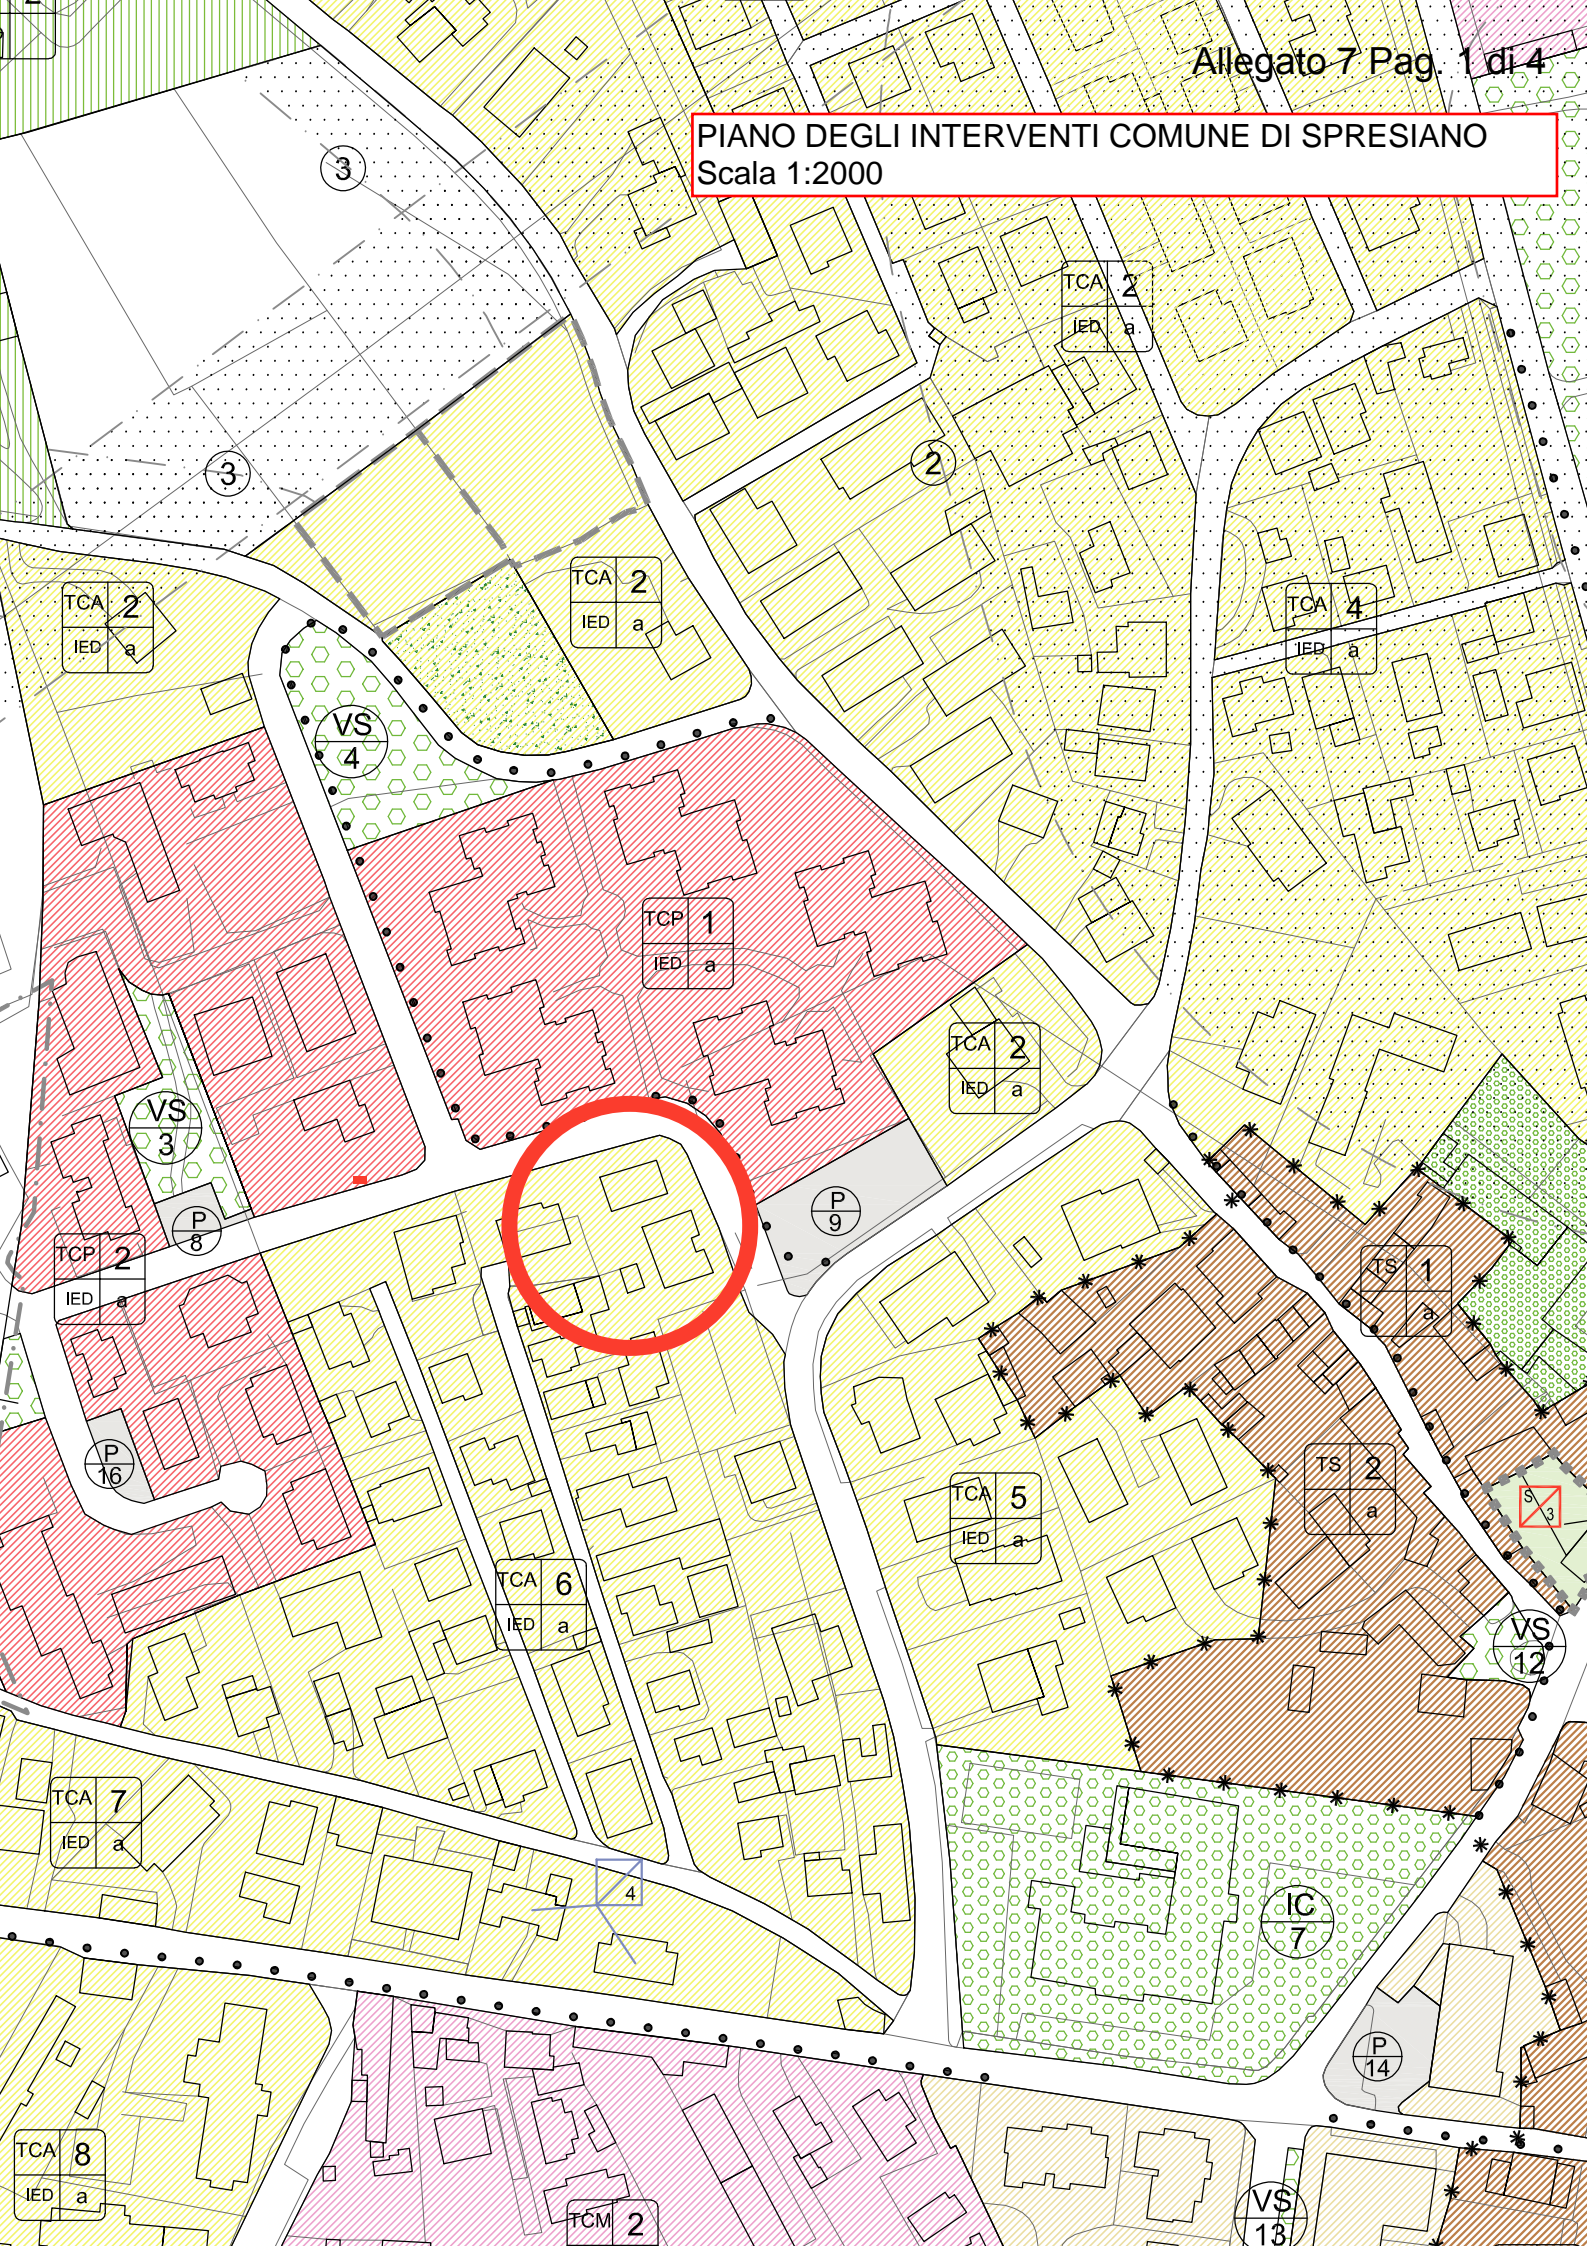 2
Allegato 7 Pag. 1 di 4
PIANO DEGLI INTERVENTI COMUNE DI SPRESIANO
Scala 1:2000
3
TCA 2
IED a
2
3
TCA 2
IED a
TCA 2
IED a
TCA 4
IED a
VS
4
TCP 1
IED a
TCA 2
IED a
VS
3
P
8
P
9
TCP 2
IED a
TS 1
a
P
16
TS 2
a
TCA 5
IED a
S
3
TCA 6
IED a
VS
12
TCA 7
IED a
4
IC
7
P
14
TCA 8
IED a
TCM 2
VS
13